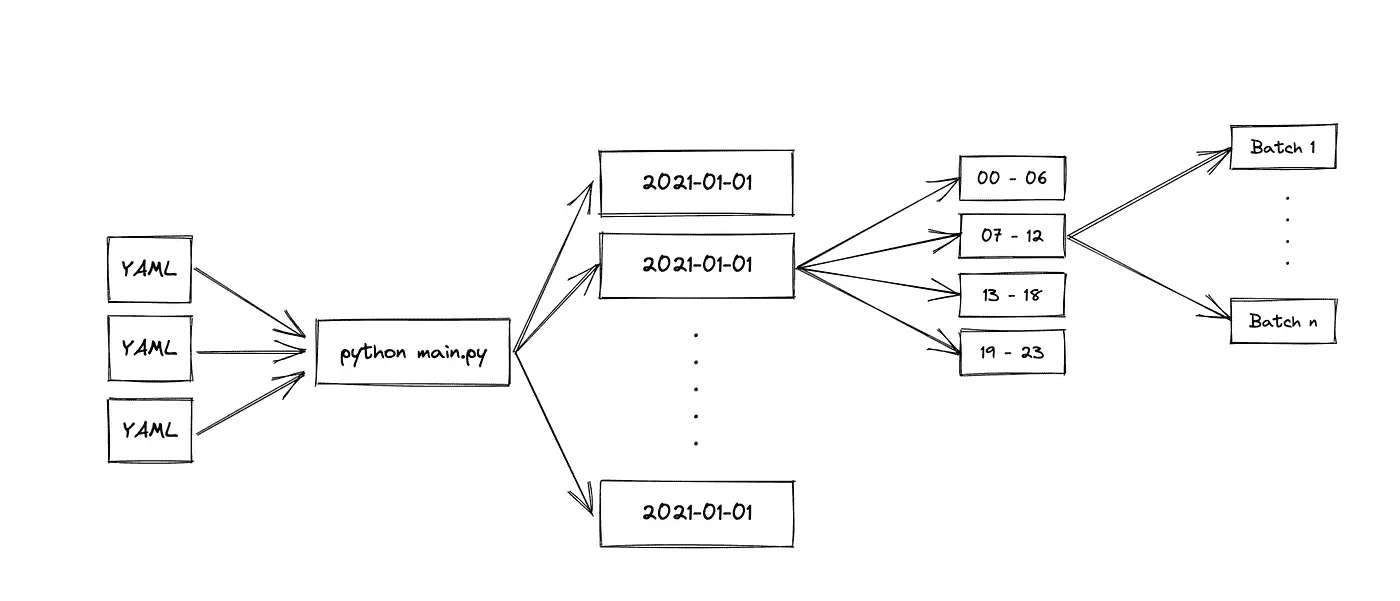 YAML
YAML
YAML
python main.py
2021-01-01
2021-01-01
2021-01-01
00 - 06
07 - 12
13 - 18
19 - 23
Batch 1
Batch n